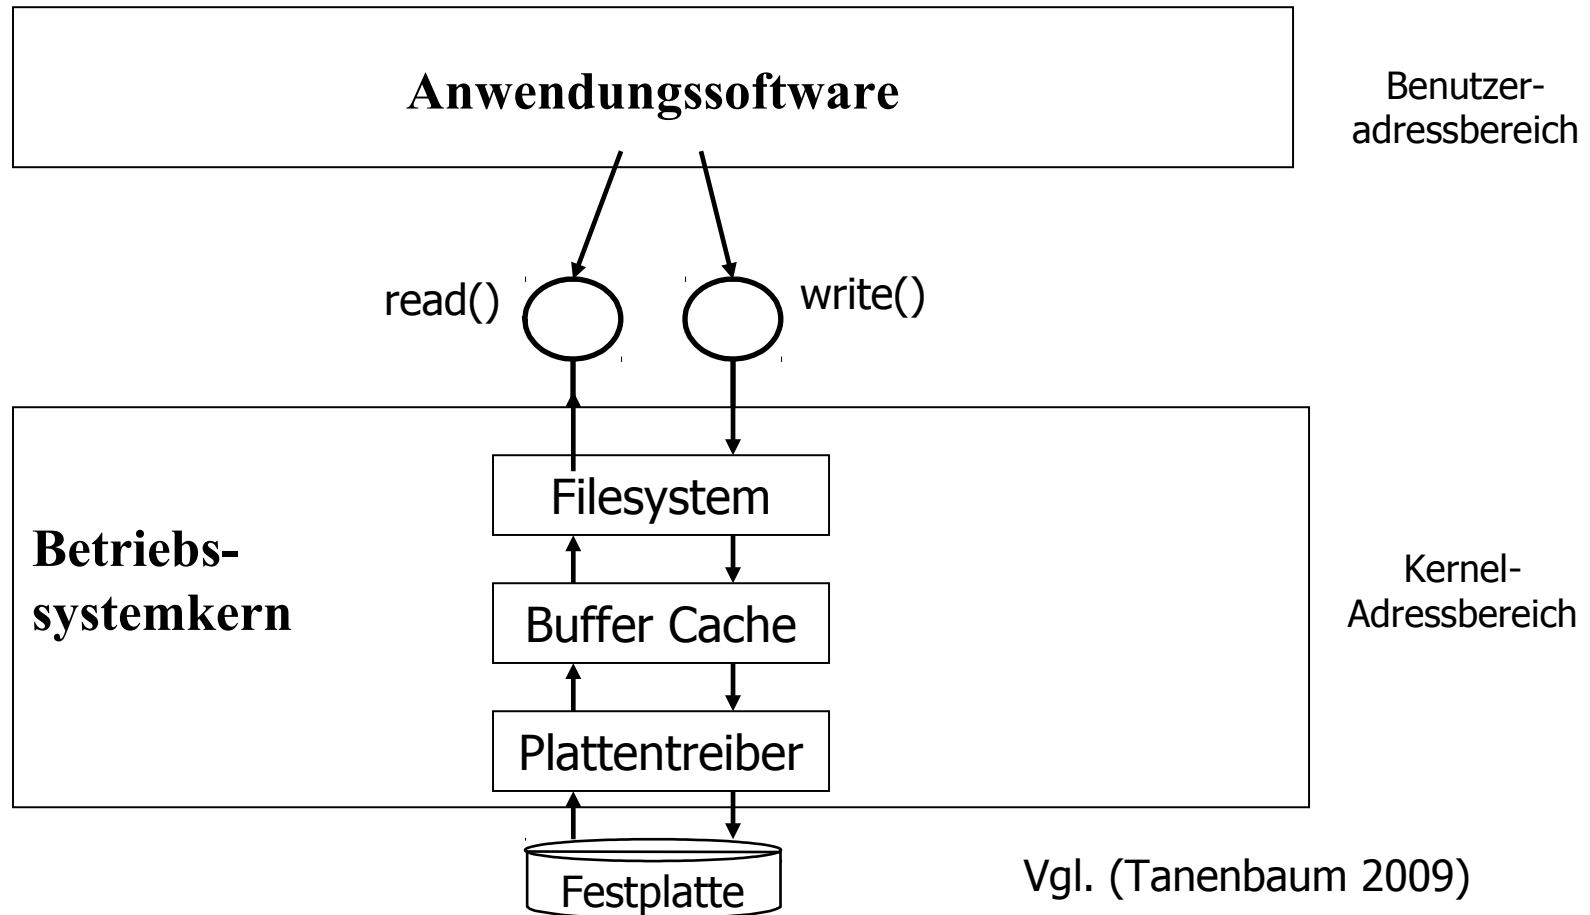 Anwendungssoftware
Benutzer-
adressbereich
read()
write()
Filesystem
Betriebs-
systemkern
Buffer Cache
Kernel-
Adressbereich
Plattentreiber
Festplatte
Vgl. (Tanenbaum 2009)